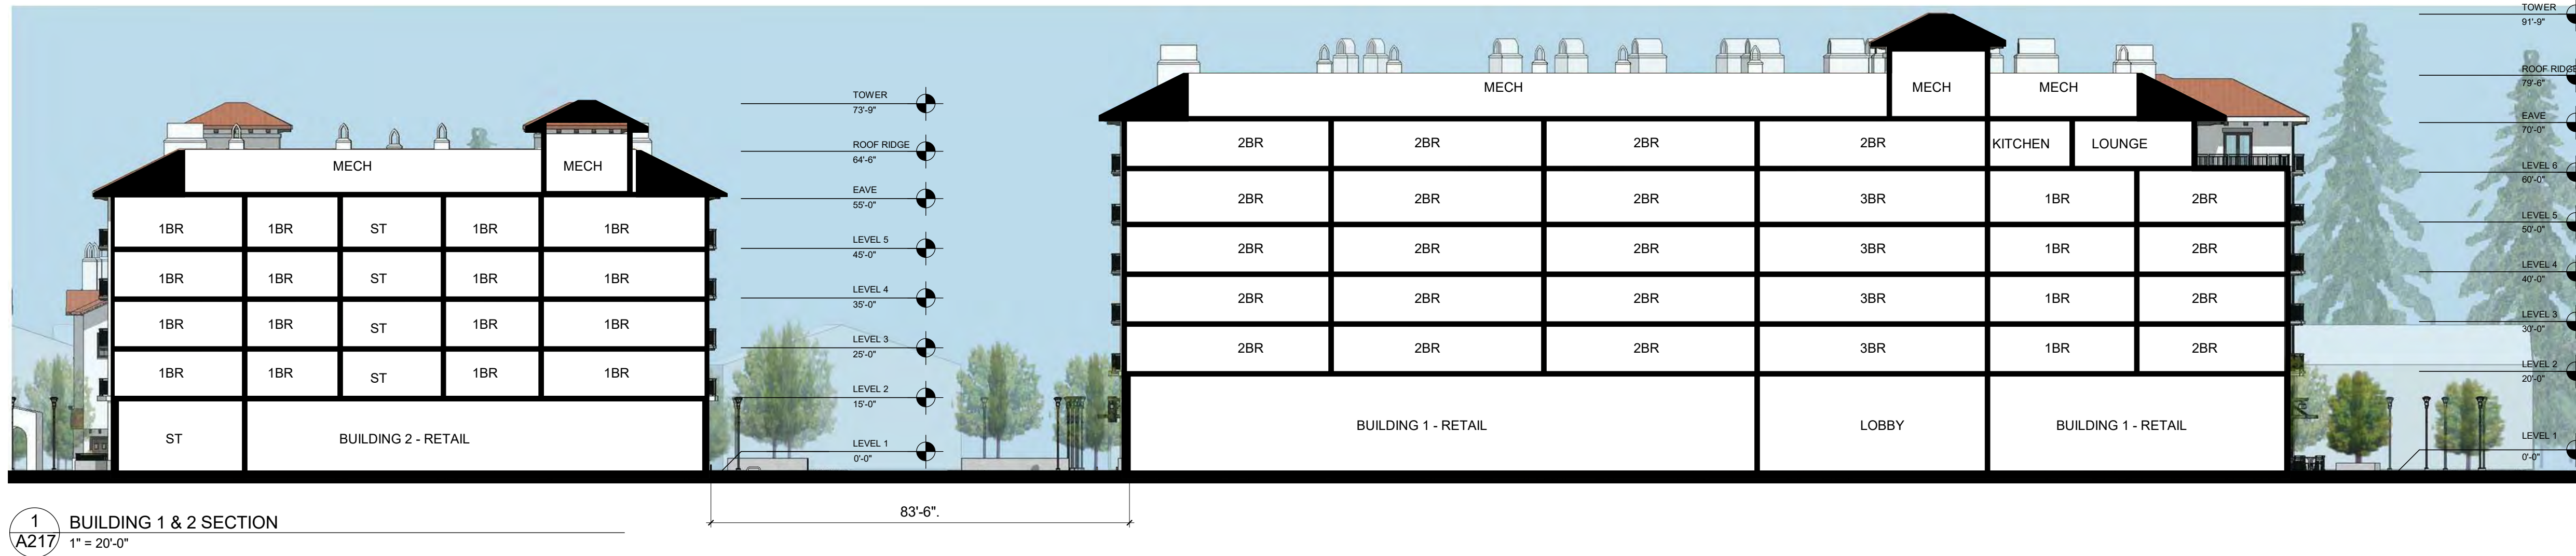 TOWER
91'-9"
MECH
MECH
MECH
ROOF RIDGE
79'-6"
TOWER
73'-9"
EAVE
70'-0"
2BR 2BR 2BR 2BR KITCHEN LOUNGE
ROOF RIDGE
64'-6"
MECH MECH
LEVEL 6
60'-0"
EAVE
55'-0"
2BR 2BR 2BR 3BR 1BR 2BR
LEVEL 5
50'-0"
1BR 1BR ST 1BR 1BR
LEVEL 5
45'-0"
2BR 2BR 2BR 3BR 1BR 2BR
LEVEL 4
40'-0"
1BR 1BR ST 1BR 1BR
LEVEL 4
35'-0"
2BR 2BR 2BR 3BR 1BR 2BR
LEVEL 3
30'-0"
1BR 1BR ST 1BR 1BR
LEVEL 3
25'-0"
2BR 2BR 2BR 3BR 1BR 2BR
LEVEL 2
20'-0"
1BR 1BR ST 1BR 1BR
LEVEL 2
15'-0"
ST BUILDING 2 - RETAIL
LEVEL 1
0'-0"
BUILDING 1 - RETAIL LOBBY BUILDING 1 - RETAIL
LEVEL 1
0'-0"
83'-6".
1
A217
BUILDING 1 & 2 SECTION
1" = 20'-0"